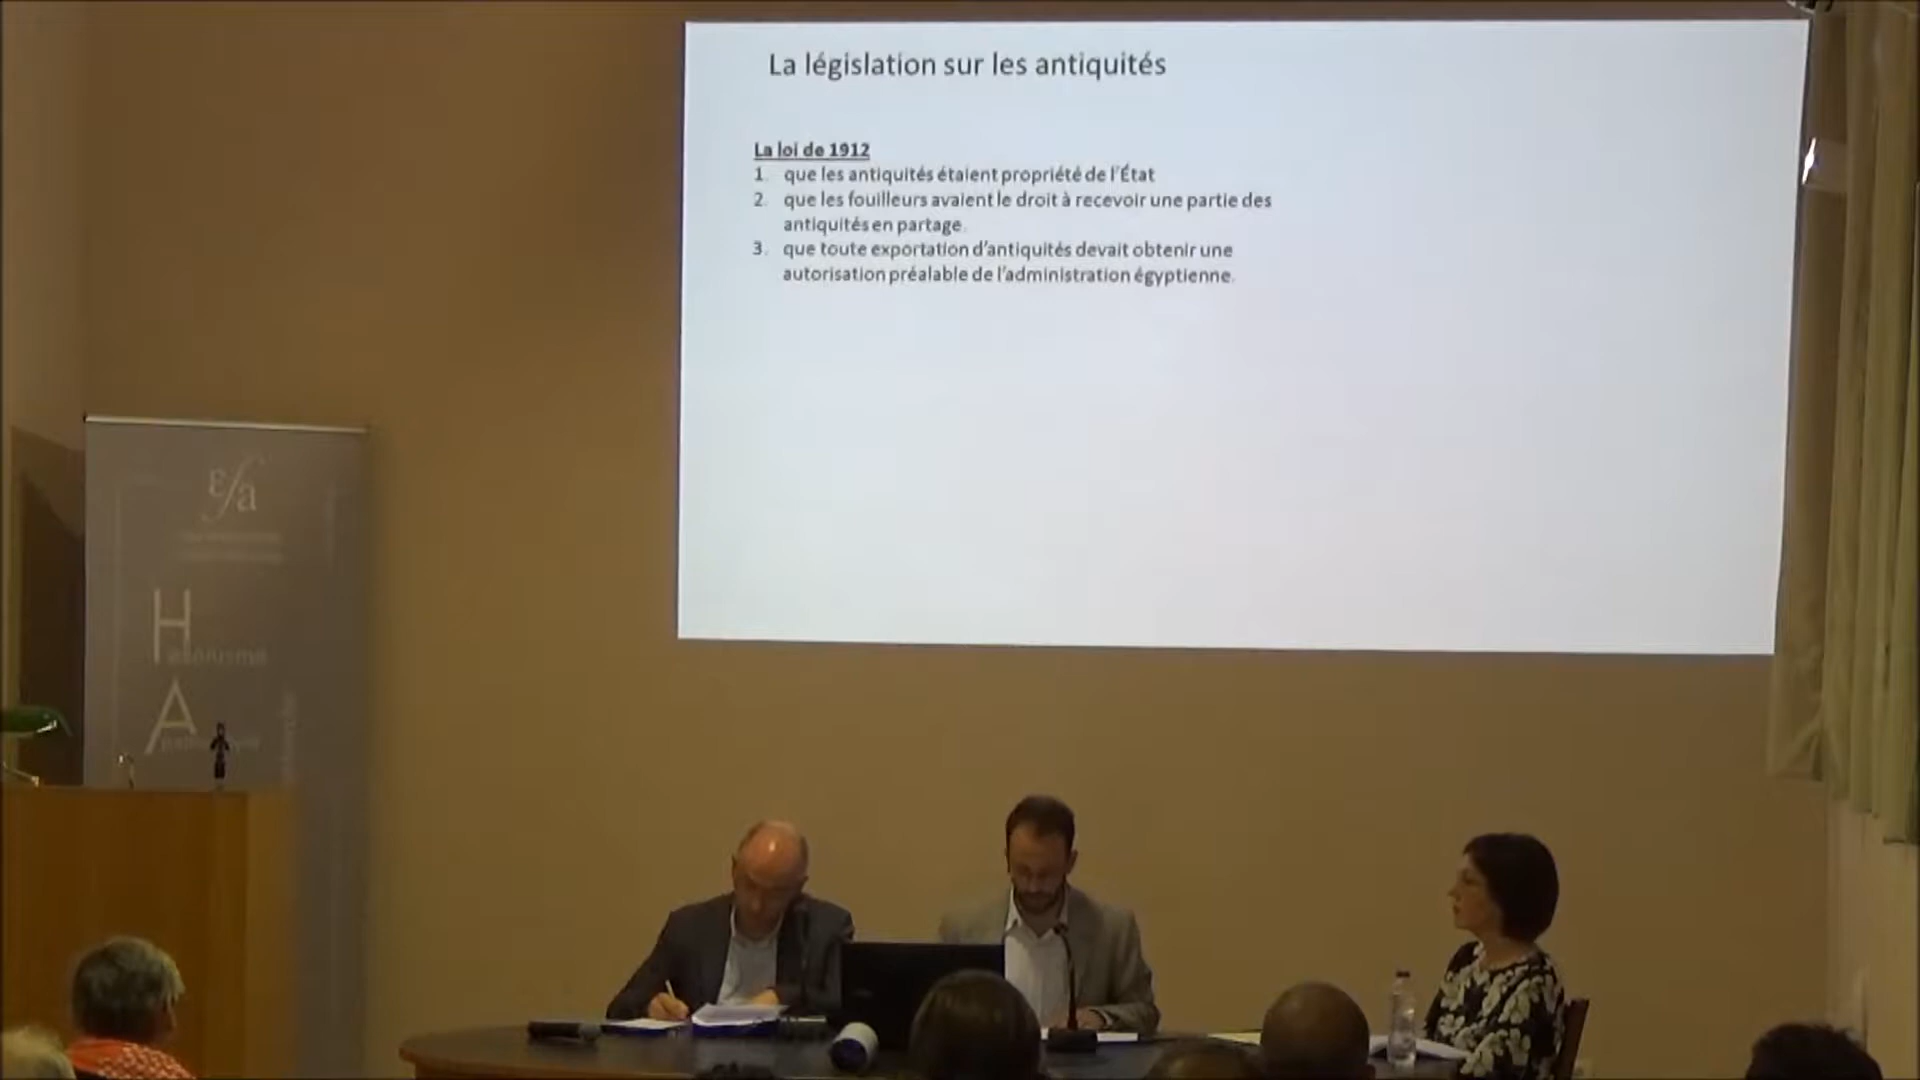 La législation sur les antiquités
La loi de 1912
1. que les antiquités étaient propriété de l'État
2. que les fouilleurs avaient le droit à recevoir une partie des
antiquités en partage.
3. que toute exportation d'antiquités devait obtenir une
autorisation préalable de l'administration égyptienne.
εfa
H
A